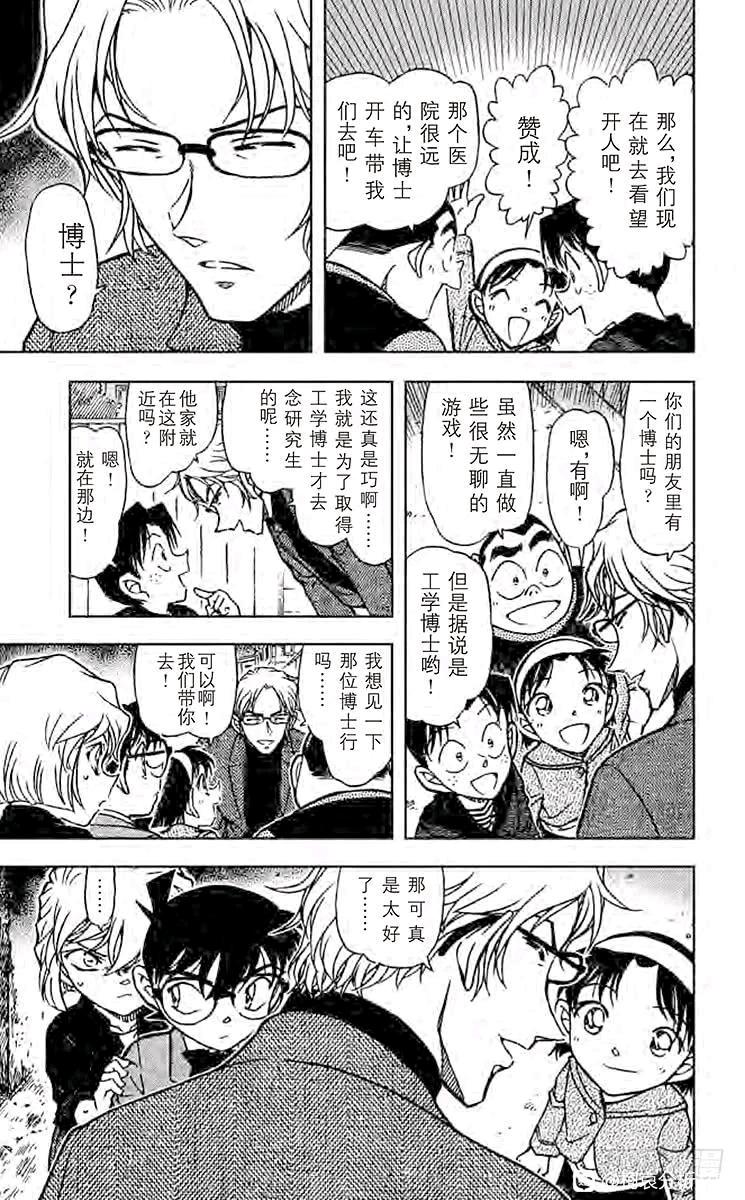 那么，我们现
在就去看望
开人吧！
赞成！
那个医
院很远
的，让博士
开车带我
们去吧！
博士？
你们的朋友里有
一个博士吗？
嗯，有啊！
虽然一直做
些很无聊的
游戏！
但是据说是
工学博士哟！
这还真是巧啊……
我就是为了取得
工学博士才去
念研究生
的呢……
他家就
在这附
近吗？
嗯！
就在那边！
我想见一下
那位博士行
吗……
可以啊！
我们带你
去！
那可真
是太好
了……
……